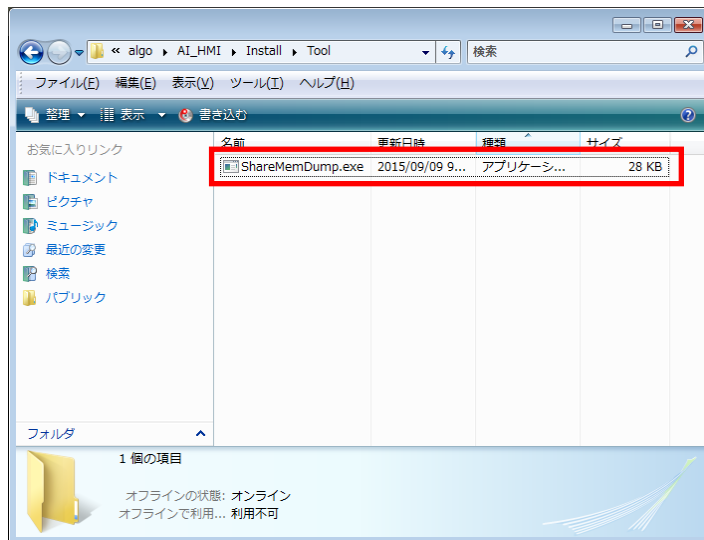 « algo ▸ AI_HMI ▸ Install ▸ Tool 検索
ファイル(F) 編集(E) 表示(V) ツール(T) ヘルプ(H)
整理 表示 書き込む
お気に入りリンク
ドキュメント
ピクチャ
ミュージック
最近の変更
検索
パブリック
フォルダ
名前 更新日時 種類 サイズ
ShareMemDump.exe 2015/09/09 9... アプリケーシ... 28 KB
1 個の項目
オフラインの状態: オンライン
オフラインで利用... 利用不可